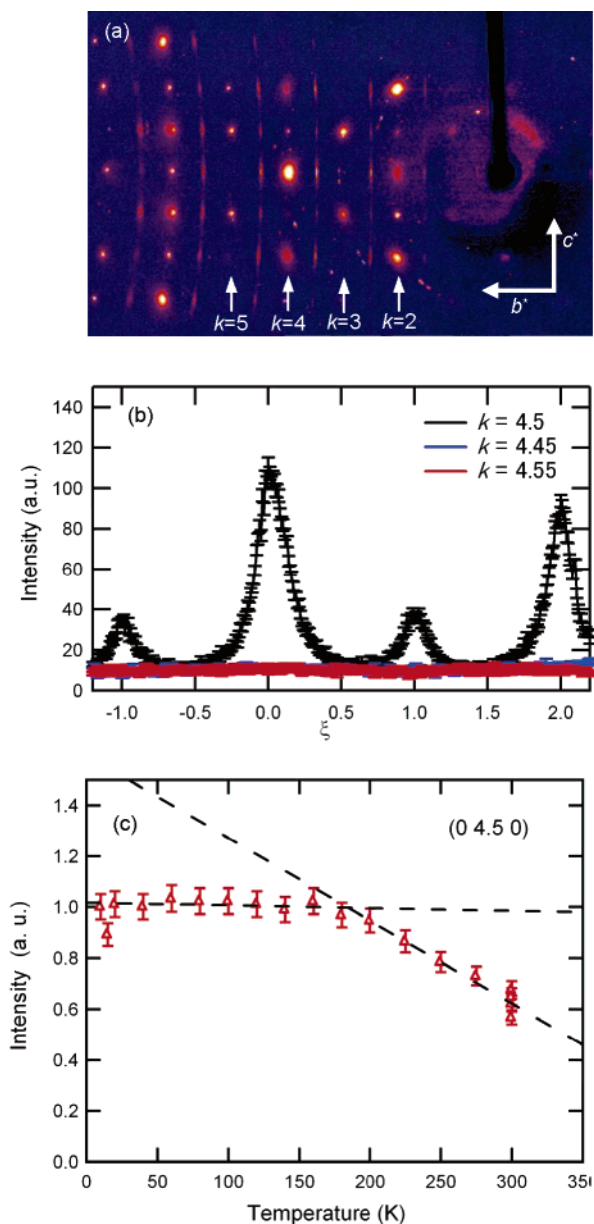 (a)
c*
b*
k=5 k=4 k=3 k=2
(b)
k = 4.5
k = 4.45
k = 4.55
140
120
100
80
60
40
20
0
Intensity (a.u.)
-1.0 -0.5 0.0 0.5 1.0 1.5 2.0
ξ
(c)
(0 4.5 0)
1.4
1.2
1.0
0.8
0.6
0.4
0.2
0.0
Intensity (a. u.)
0 50 100 150 200 250 300 350
Temperature (K)